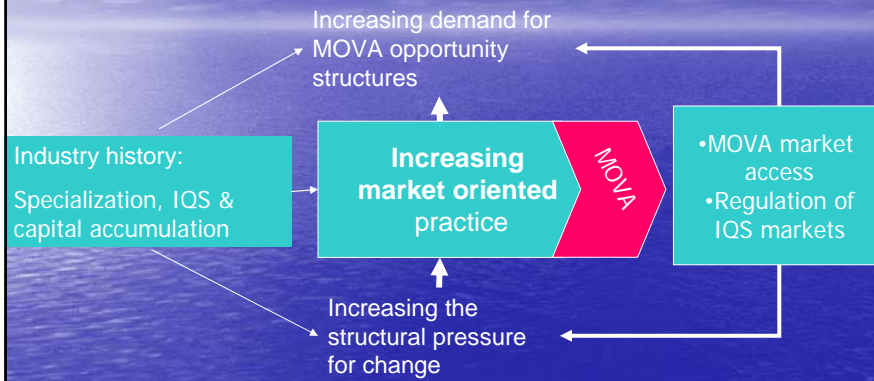 Increasing demand for
MOVA opportunity
structures
Industry history:
Specialization, IQS &
capital accumulation
Increasing
market oriented
practice
MOVA
•MOVA market
access
•Regulation of
IQS markets
Increasing the
structural pressure
for change